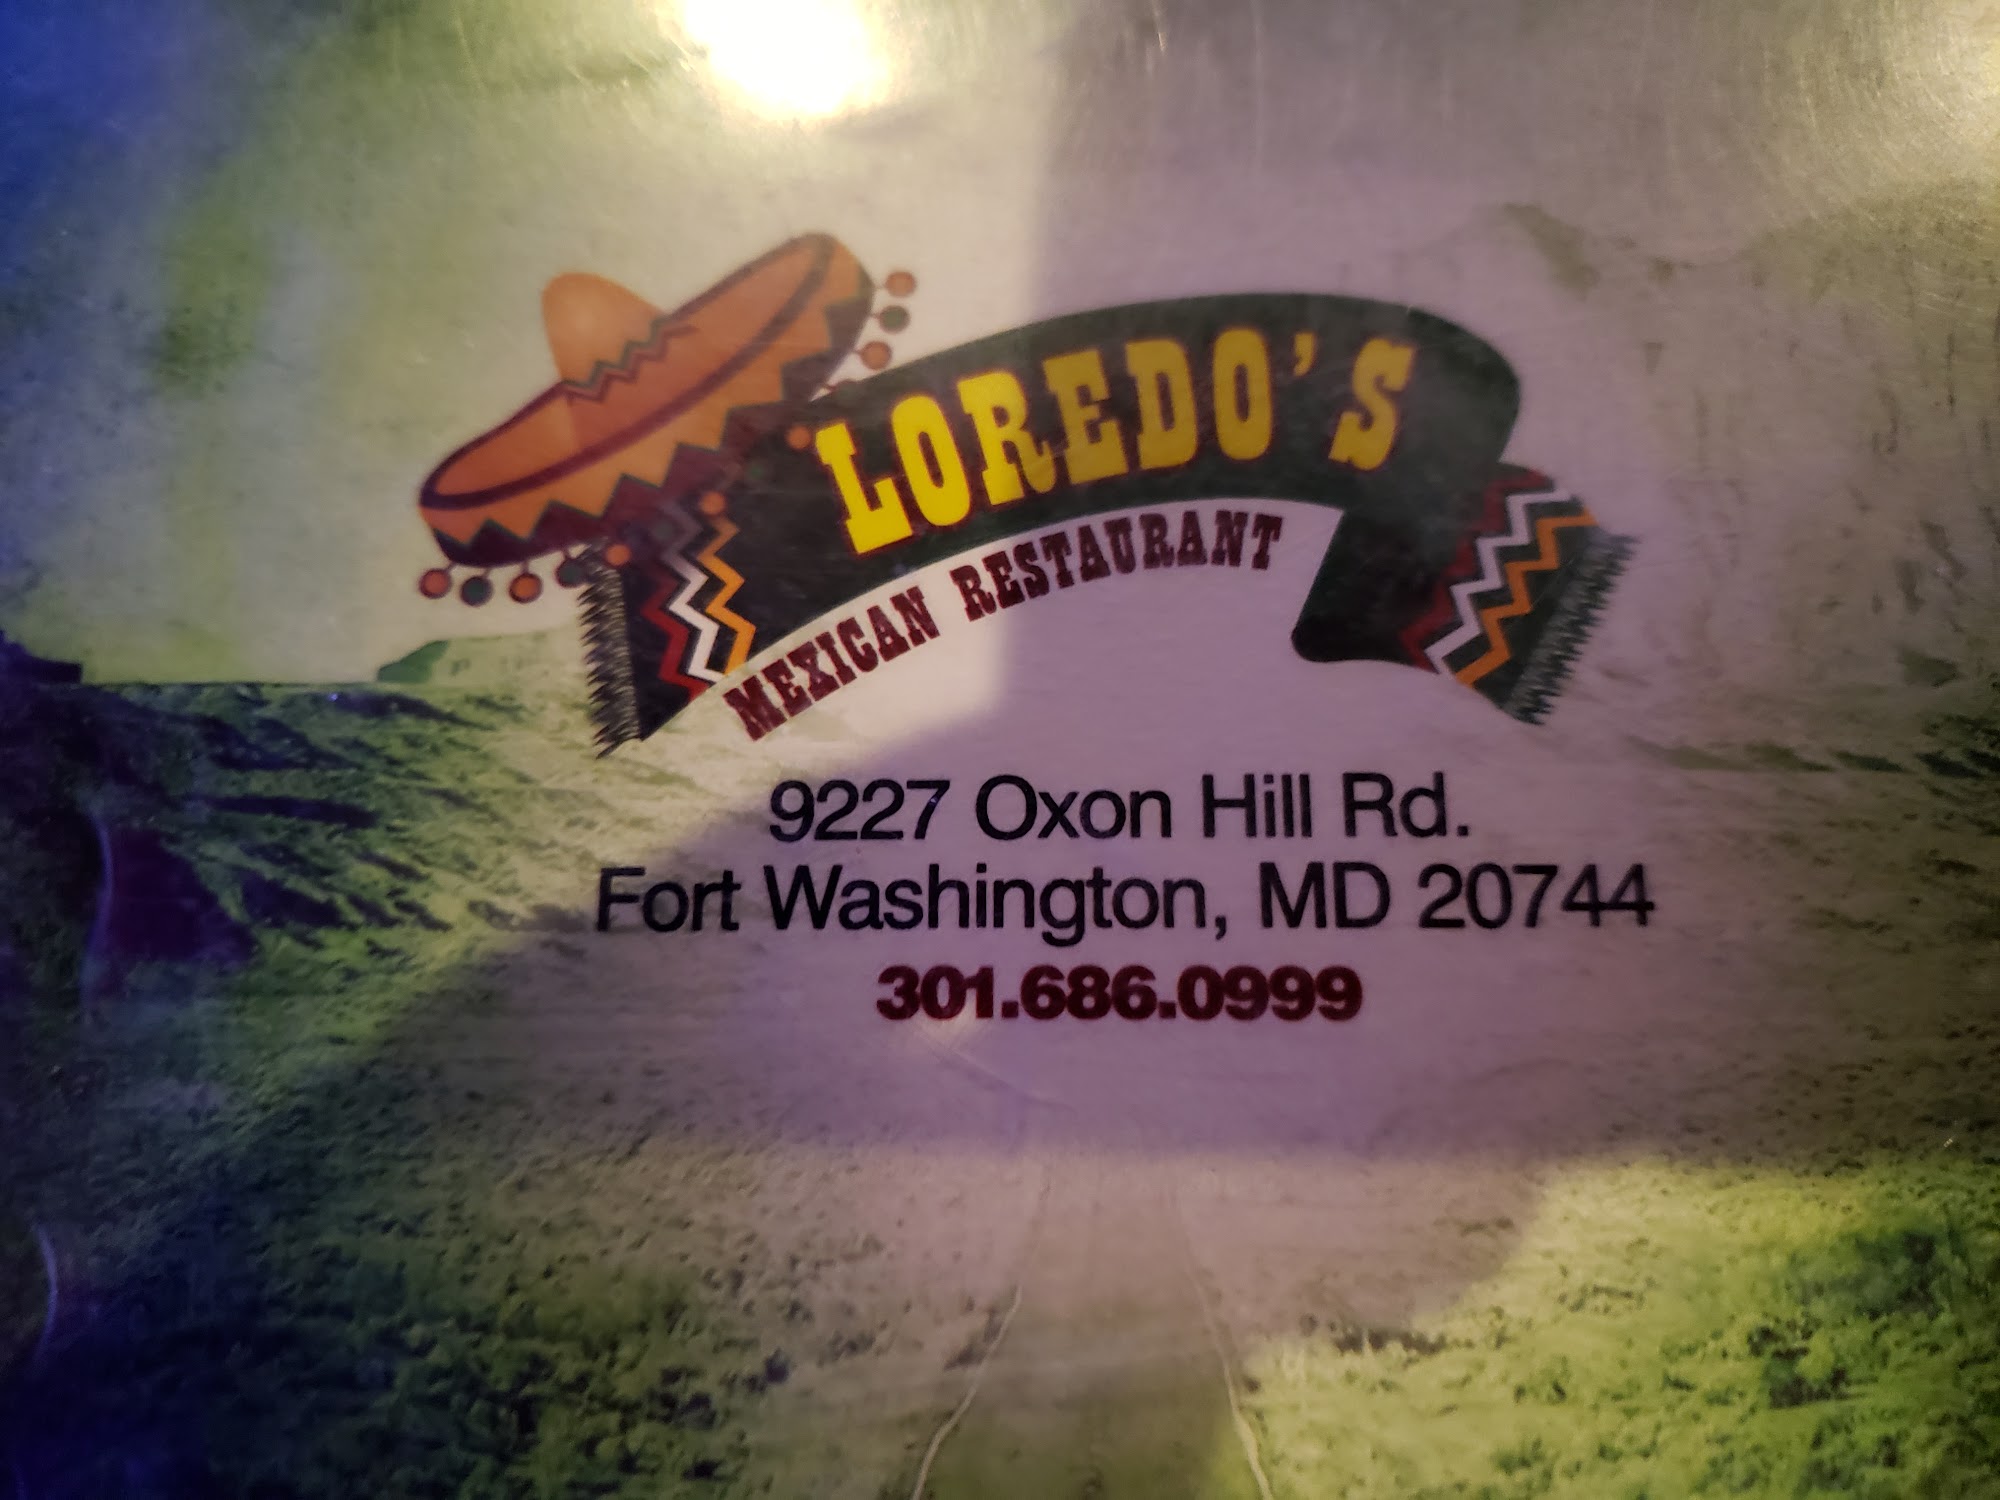 LOREDO'S
MEXICAN RESTAURANT
9227 Oxon Hill Rd.
Fort Washington, MD 20744
301.686.0999